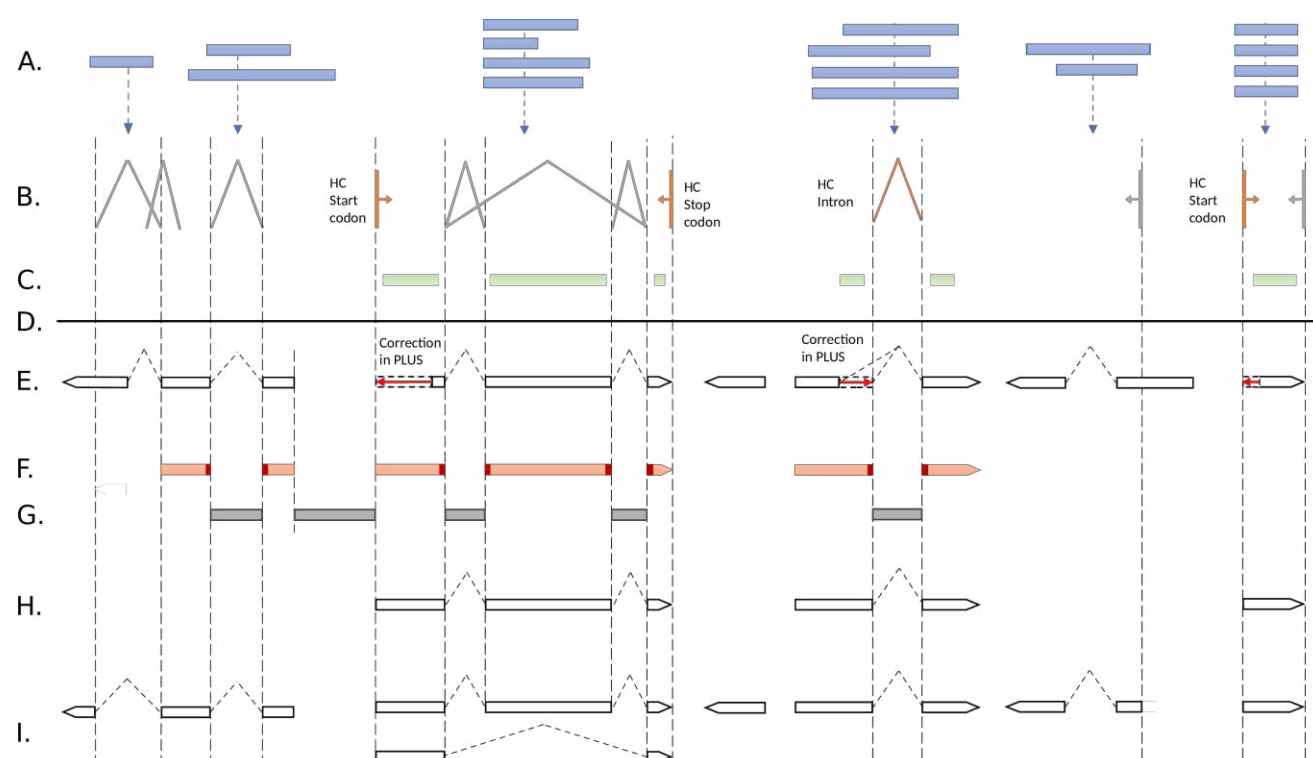 A.
B.
HC
Start
codon
HC
Stop
codon
HC
Intron
HC
Start
codon
C.
D.
Correction
in PLUS
Correction
in PLUS
E.
F.
G.
H.
I.